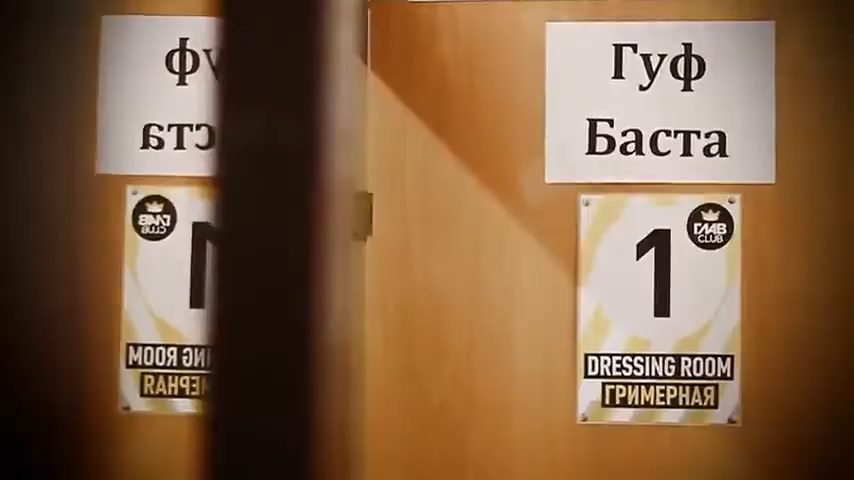 Гуф
Баста
ГЛАВ
CLUB
1
DRESSING ROOM
ГРИМЕРНАЯ